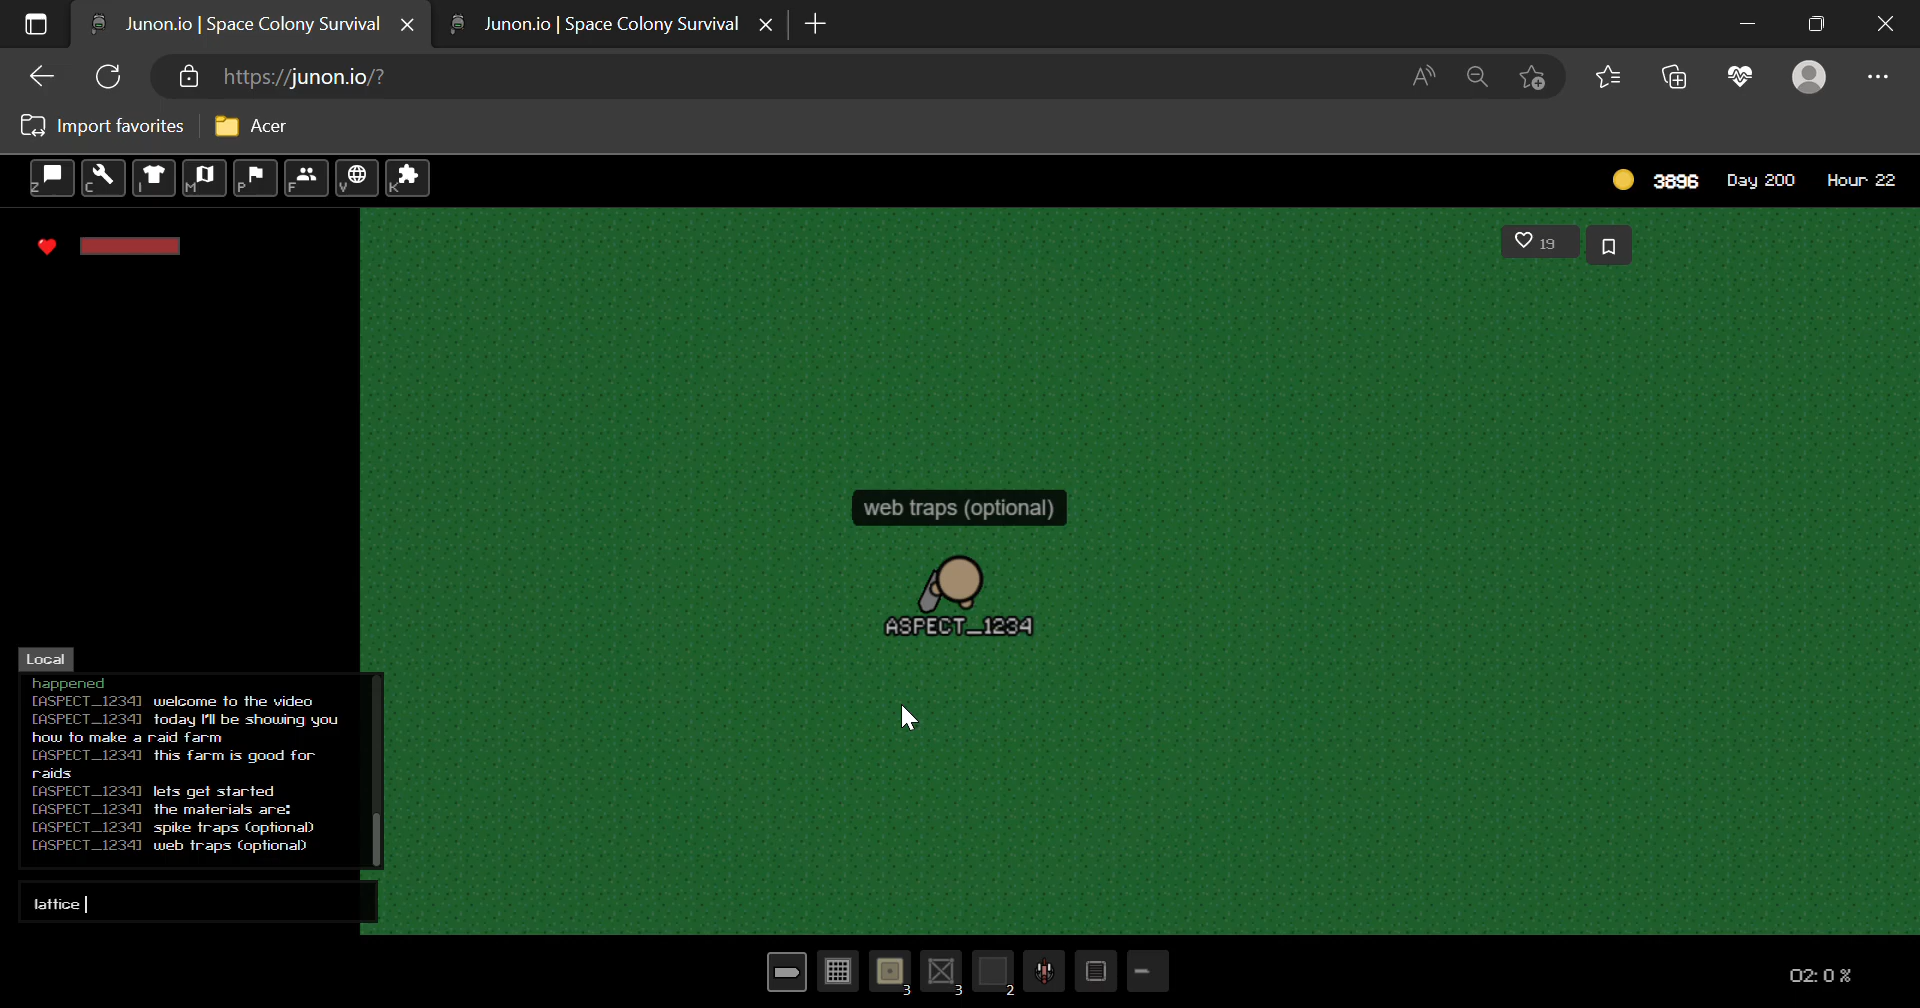 Junon.io | Space Colony Survival
Junon.io | Space Colony Survival
https://junon.io/?
Import favorites
Acer
Z
C
I
M
P
F
V
K
3896
Day 200
Hour 22
19
web traps (optional)
ASPECT_1234
Local
happened
[ASPECT_1234] welcome to the video
[ASPECT_1234] today I'll be showing you
how to make a raid farm
[ASPECT_1234] this farm is good for
raids
[ASPECT_1234] lets get started
[ASPECT_1234] the materials are:
[ASPECT_1234] spike traps (optional)
[ASPECT_1234] web traps (optional)
lattice
3
3
2
O2: 0 %